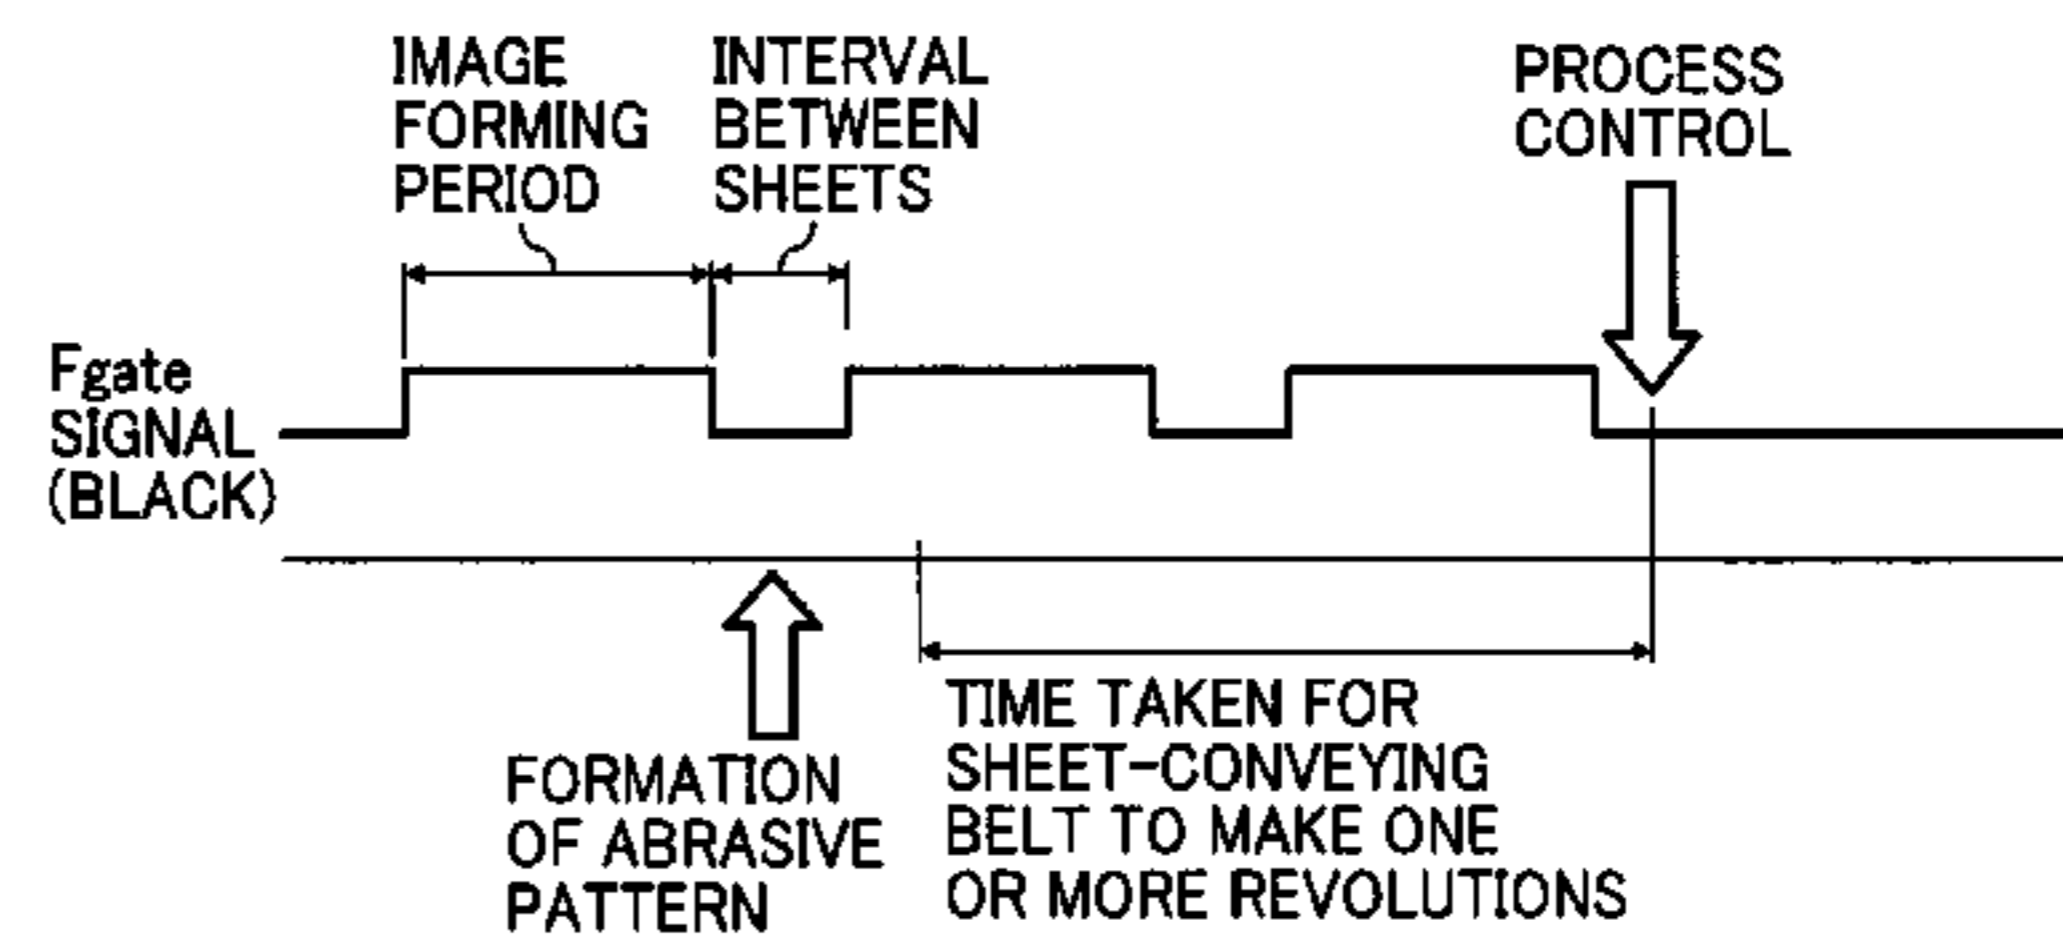 IMAGE
FORMING
PERIOD
INTERVAL
BETWEEN
SHEETS
PROCESS
CONTROL
Fgate
SIGNAL
(BLACK)
FORMATION
OF ABRASIVE
PATTERN
TIME TAKEN FOR
SHEET-CONVEYING
BELT TO MAKE ONE
OR MORE REVOLUTIONS